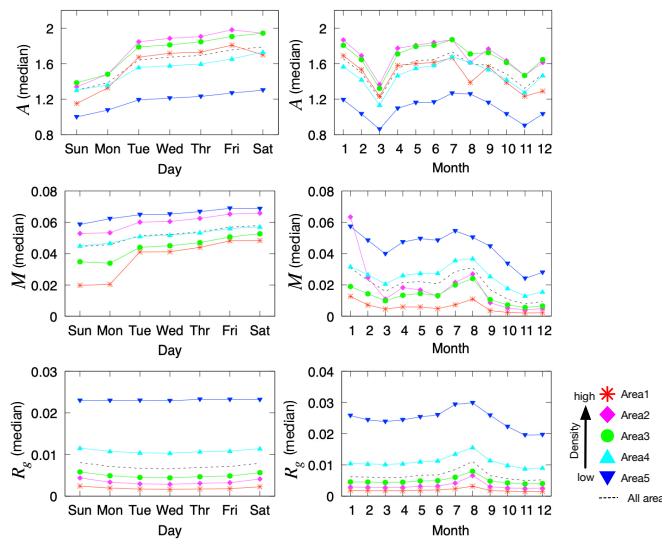 2
1.6
1.2
0.8
A (median)
Sun Mon Tue Wed Thr Fri Sat
Day
2
1.6
1.2
0.8
A (median)
1 2 3 4 5 6 7 8 9 10 11 12
Month
0.08
0.06
0.04
0.02
0
M (median)
Sun Mon Tue Wed Thr Fri Sat
Day
0.08
0.06
0.04
0.02
0
M (median)
1 2 3 4 5 6 7 8 9 10 11 12
Month
0.03
0.02
0.01
0
Rg (median)
Sun Mon Tue Wed Thr Fri Sat
Day
0.04
0.03
0.02
0.01
0
Rg (median)
1 2 3 4 5 6 7 8 9 10 11 12
Month
high
Density
low
Area1
Area2
Area3
Area4
Area5
All area